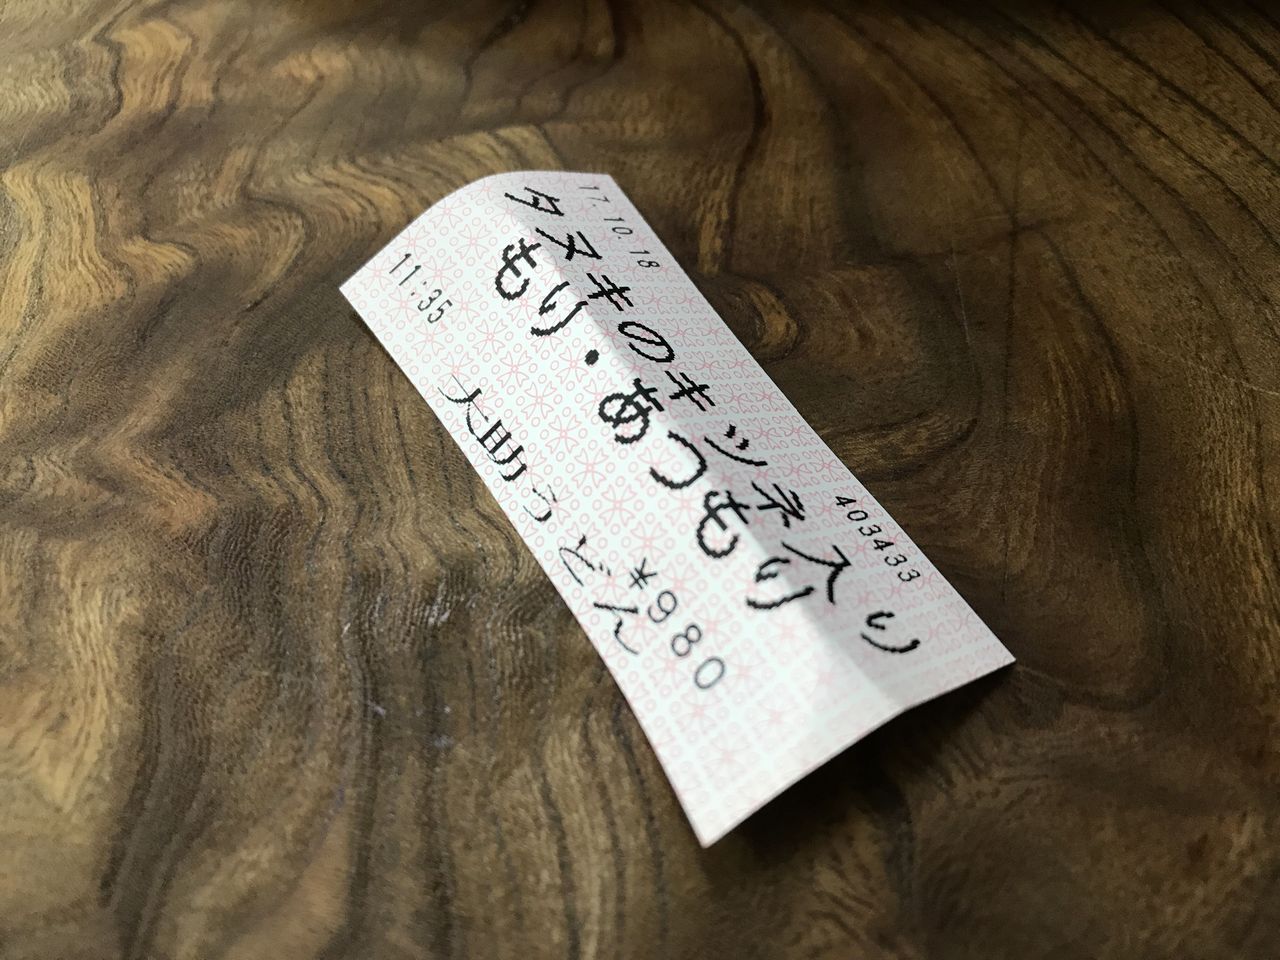 17.10.18 403433
タヌキのキツネ入り
もり・あつもり
¥980
11:35 大助うどん